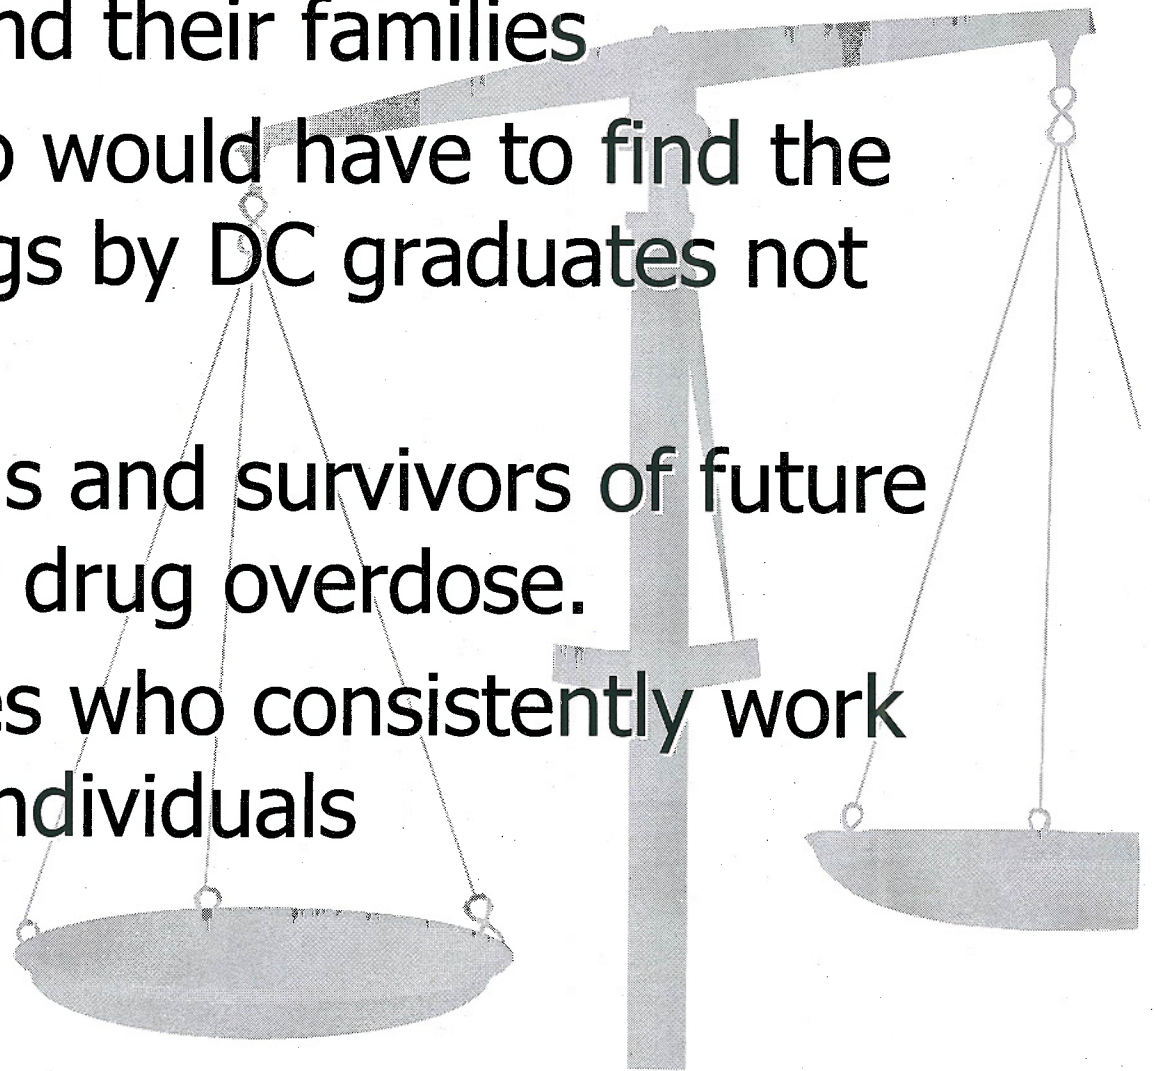 nd their families
would have to find the
gs by DC graduates not
s and survivors of future
drug overdose.
es who consistently work
ndividuals